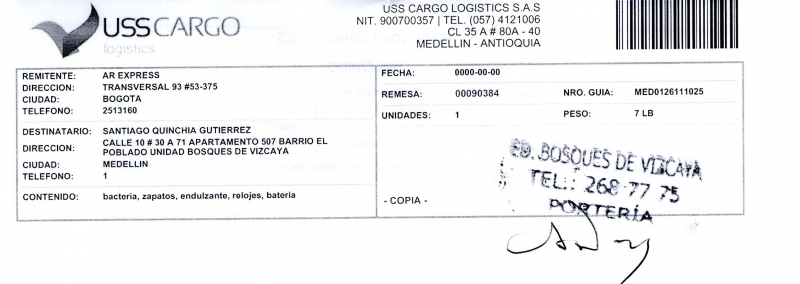 USSCARGO
logistics
USS CARGO LOGISTICS S.A.S
NIT. 900700357 | TEL. (057) 4121006
CL 35 A # 80A - 40
MEDELLIN - ANTIOQUIA
REMITENTE: AR EXPRESS
DIRECCION: TRANSVERSAL 93 #53-375
CIUDAD: BOGOTA
TELEFONO: 2513160
DESTINATARIO: SANTIAGO QUINCHIA GUTIERREZ
DIRECCION: CALLE 10 # 30 A 71 APARTAMENTO 507 BARRIO EL
POBLADO UNIDAD BOSQUES DE VIZCAYA
CIUDAD: MEDELLIN
TELEFONO: 1
CONTENIDO: bacteria, zapatos, endulzante, relojes, bateria
FECHA: 0000-00-00
REMESA: 00090384 NRO. GUIA: MED0126111025
UNIDADES: 1 PESO: 7 LB
- COPIA -
ED. BOSQUES DE VIZCAYA
TEL.: 268 77 75
PORTERÍA